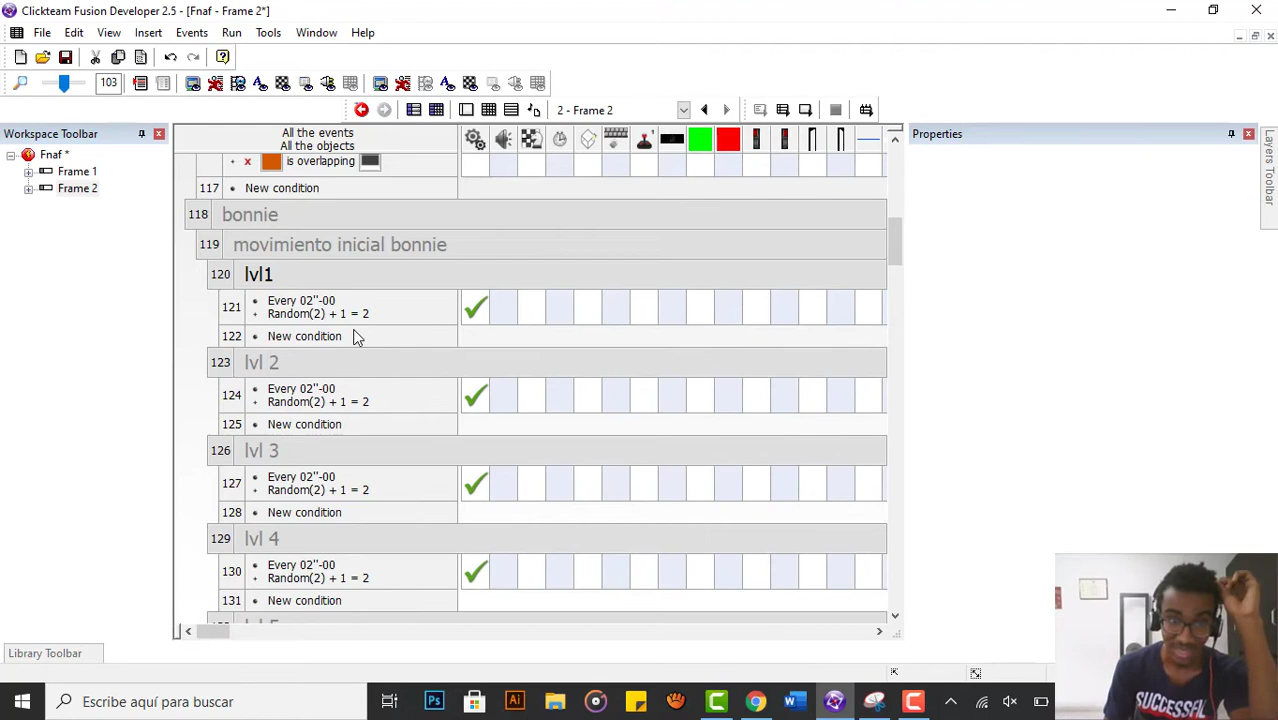 Clickteam Fusion Developer 2.5 - [Fnaf - Frame 2*]
File Edit View Insert Events Run Tools Window Help
103
2 - Frame 2
Workspace Toolbar
Fnaf *
Frame 1
Frame 2
All the events
All the objects
x is overlapping
117 New condition
118 bonnie
119 movimiento inicial bonnie
120 lvl1
121 Every 02"-00
Random(2) + 1 = 2
122 New condition
123 lvl 2
124 Every 02"-00
Random(2) + 1 = 2
125 New condition
126 lvl 3
127 Every 02"-00
Random(2) + 1 = 2
128 New condition
129 lvl 4
130 Every 02"-00
Random(2) + 1 = 2
131 New condition
Properties
Layers Toolbar
Library Toolbar
SUCCESSFUL
Escribe aquí para buscar
Ps
Ai